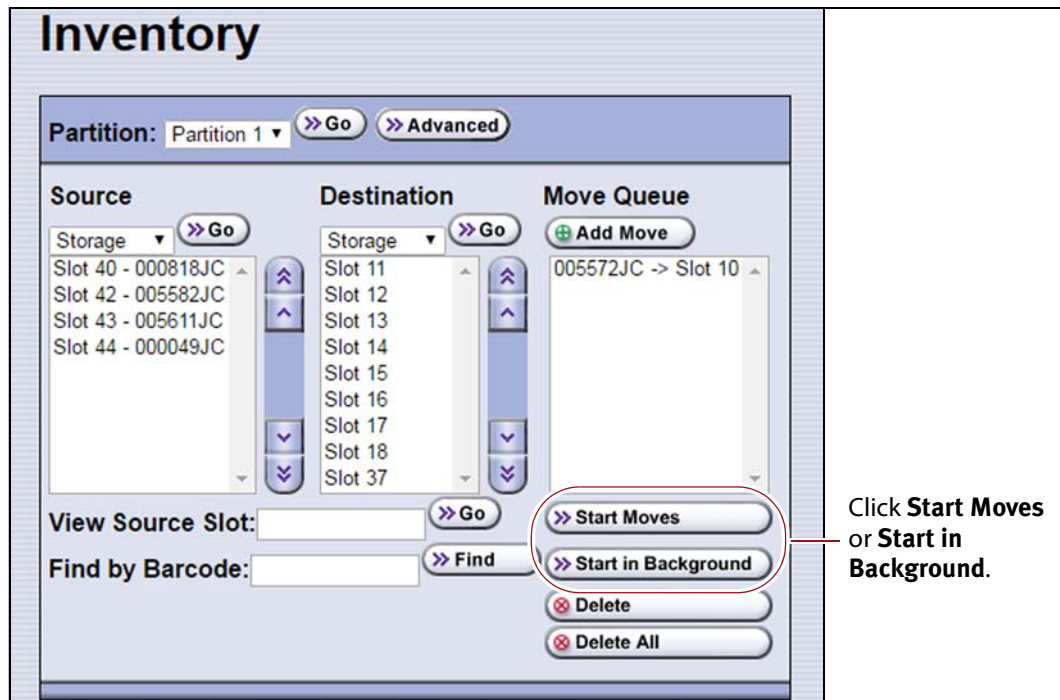 Inventory
Partition: Partition 1 Go Advanced
Source
Storage Go
Slot 40 - 000818JC
Slot 42 - 005582JC
Slot 43 - 005611JC
Slot 44 - 000049JC
Destination
Storage Go
Slot 11
Slot 12
Slot 13
Slot 14
Slot 15
Slot 16
Slot 17
Slot 18
Slot 37
Move Queue
Add Move
005572JC -> Slot 10
View Source Slot: Go
Find by Barcode: Find
Start Moves
Start in Background
Delete
Delete All
Click Start Moves
or Start in
Background.